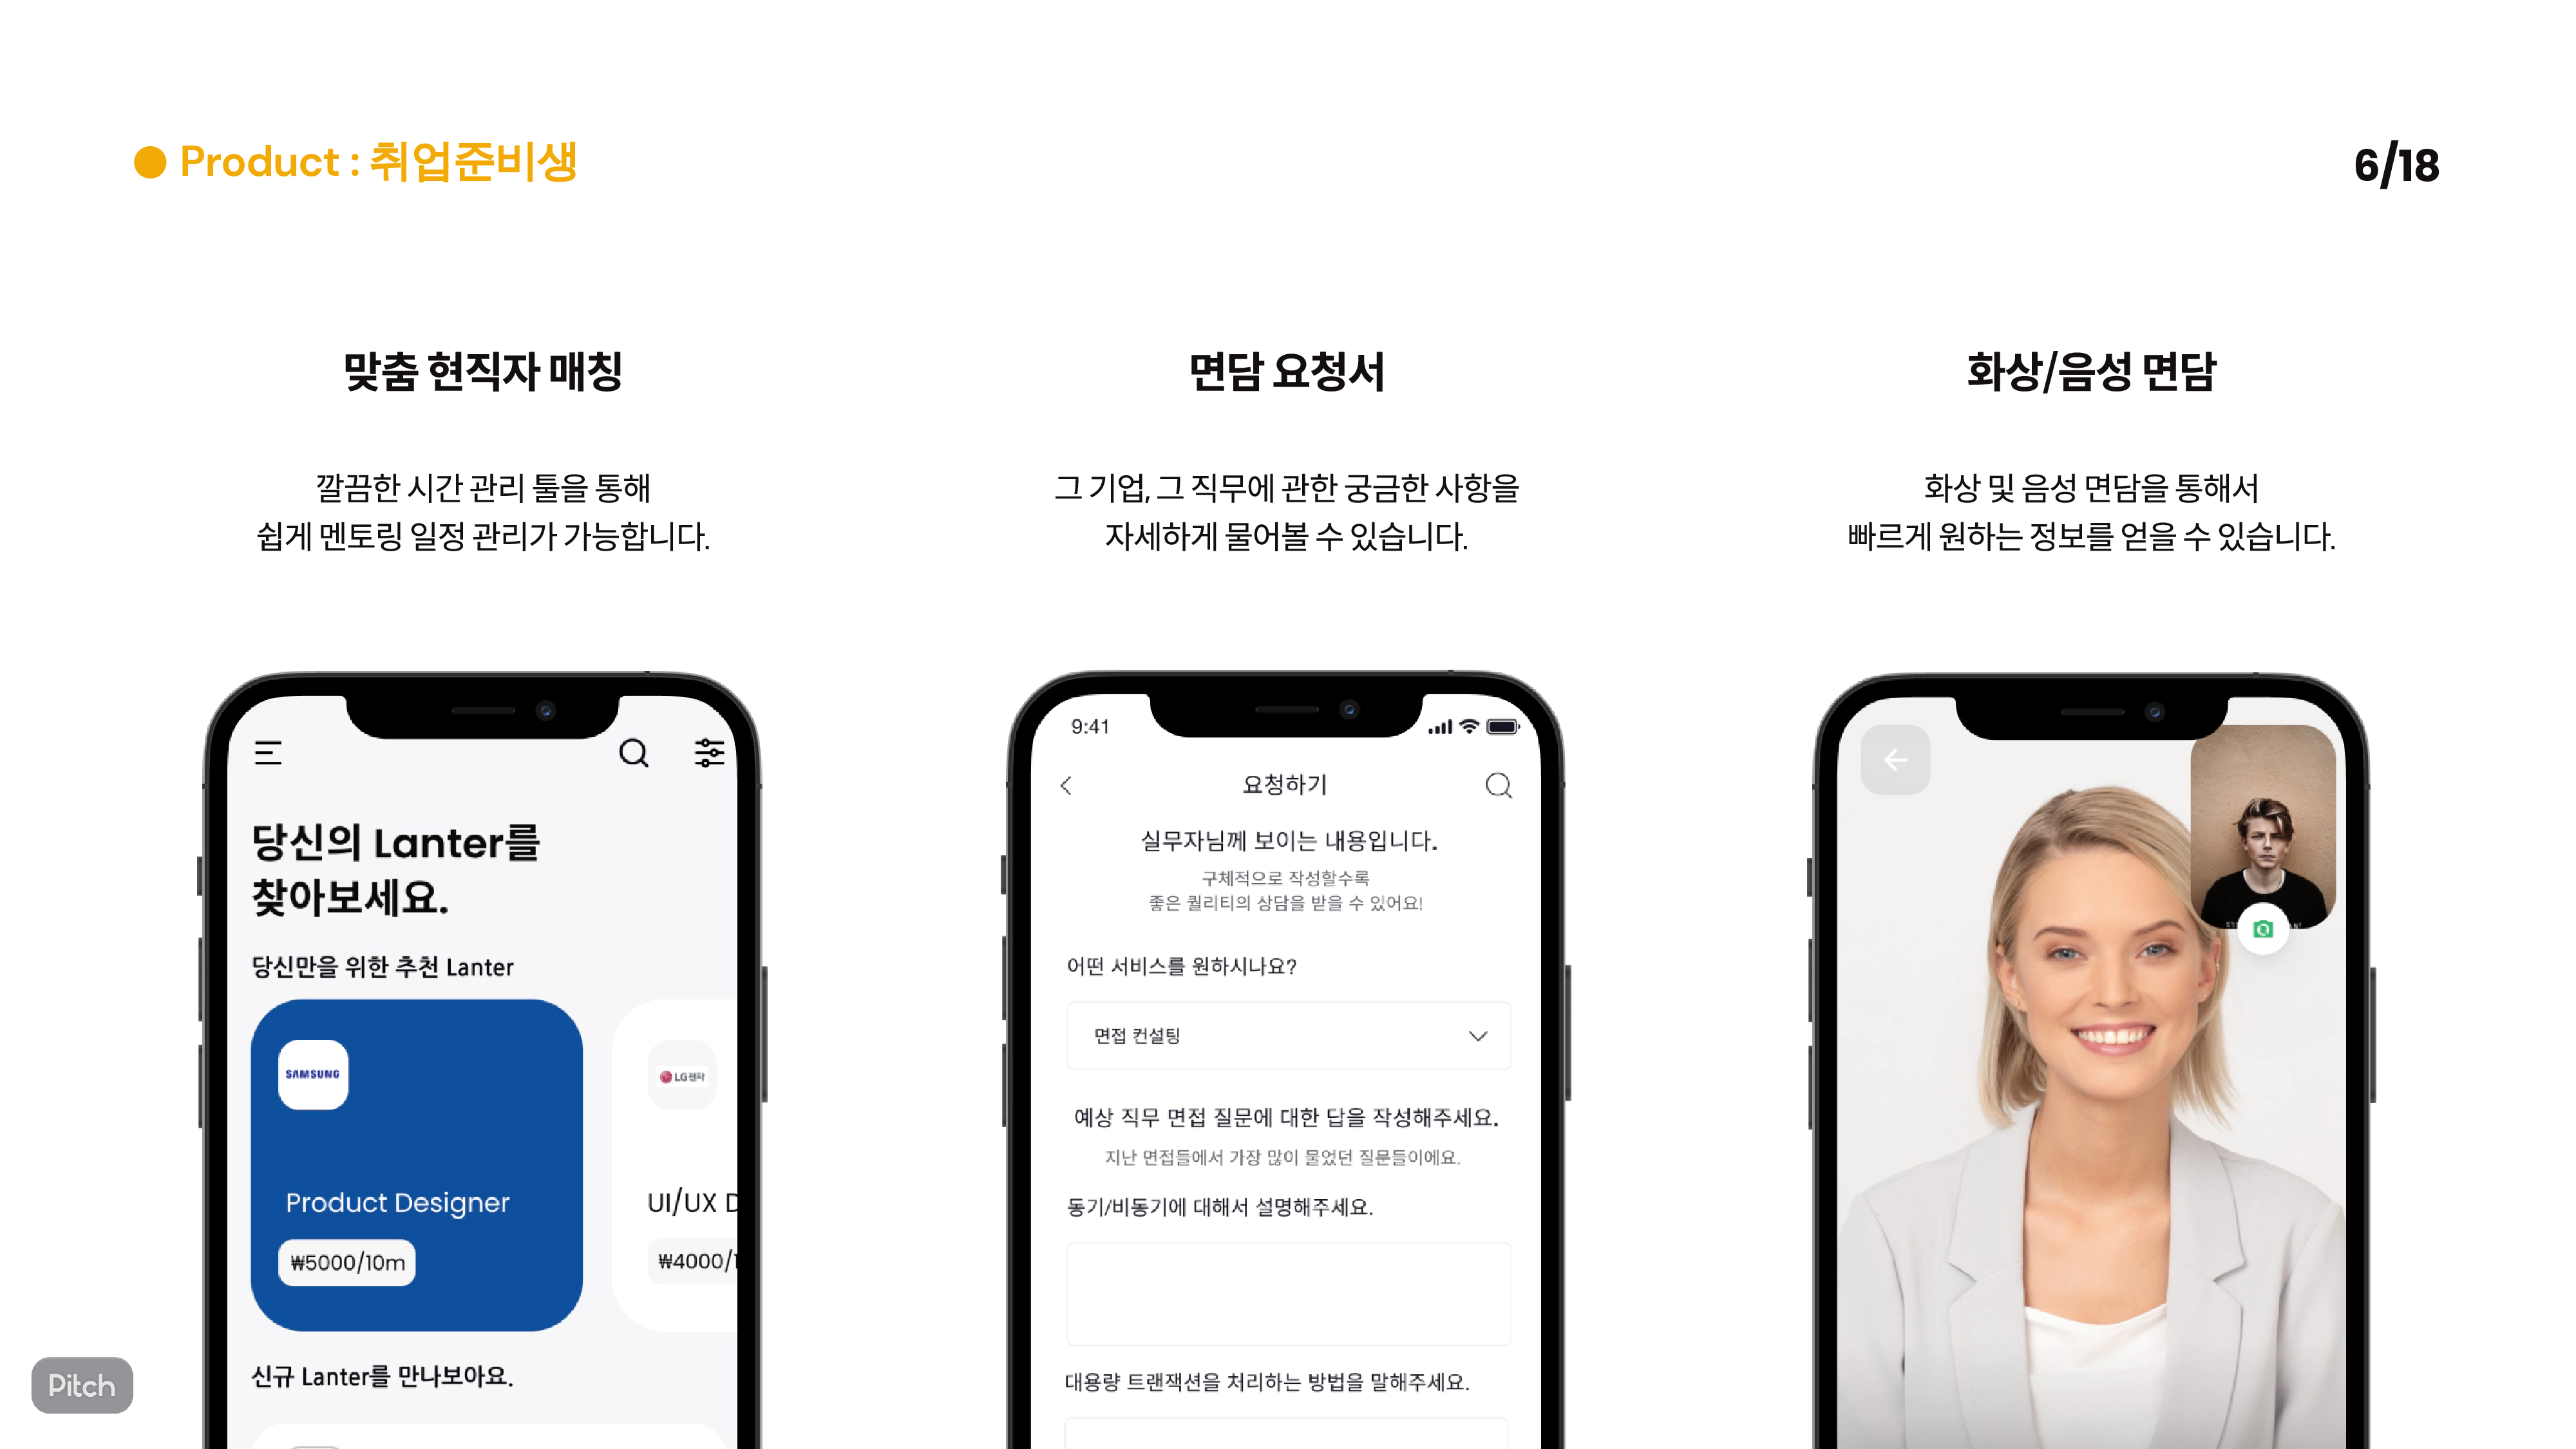 Product : 취업준비생
6/18
맞춤 현직자 매칭
깔끔한 시간 관리 툴을 통해
쉽게 멘토링 일정 관리가 가능합니다.
면담 요청서
그 기업, 그 직무에 관한 궁금한 사항을
자세하게 물어볼 수 있습니다.
화상/음성 면담
화상 및 음성 면담을 통해서
빠르게 원하는 정보를 얻을 수 있습니다.
당신의 Lanter를
찾아보세요.
당신만을 위한 추천 Lanter
SAMSUNG
Product Designer
₩5000/10m
LG전자
UI/UX D
₩4000/1
신규 Lanter를 만나보아요.
9:41
요청하기
실무자님께 보이는 내용입니다.
구체적으로 작성할수록
좋은 퀄리티의 상담을 받을 수 있어요!
어떤 서비스를 원하시나요?
면접 컨설팅
예상 직무 면접 질문에 대한 답을 작성해주세요.
지난 면접들에서 가장 많이 물었던 질문들이에요.
동기/비동기에 대해서 설명해주세요.
대용량 트랜잭션을 처리하는 방법을 말해주세요.
Pitch